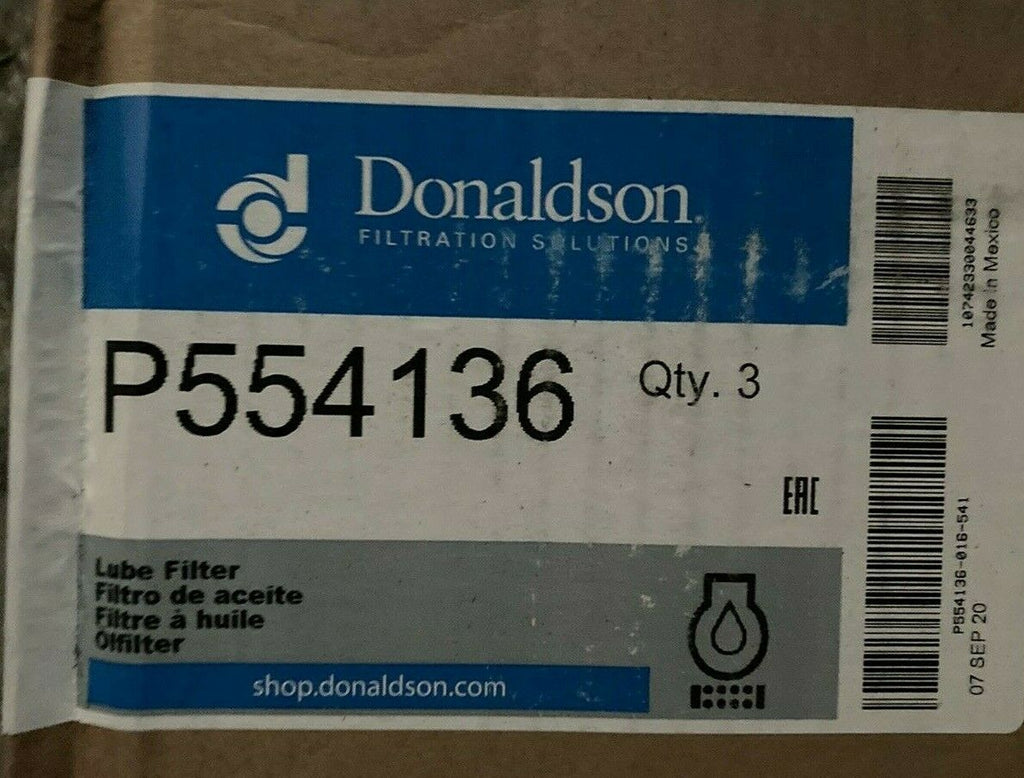 Donaldson.
FILTRATION SOLUTIONS
P554136
Qty. 3
EAC
Lube Filter
Filtro de aceite
Filtre à huile
Ölfilter
shop.donaldson.com
10742330044633
Made in Mexico
P554136-016-541
07 SEP 20